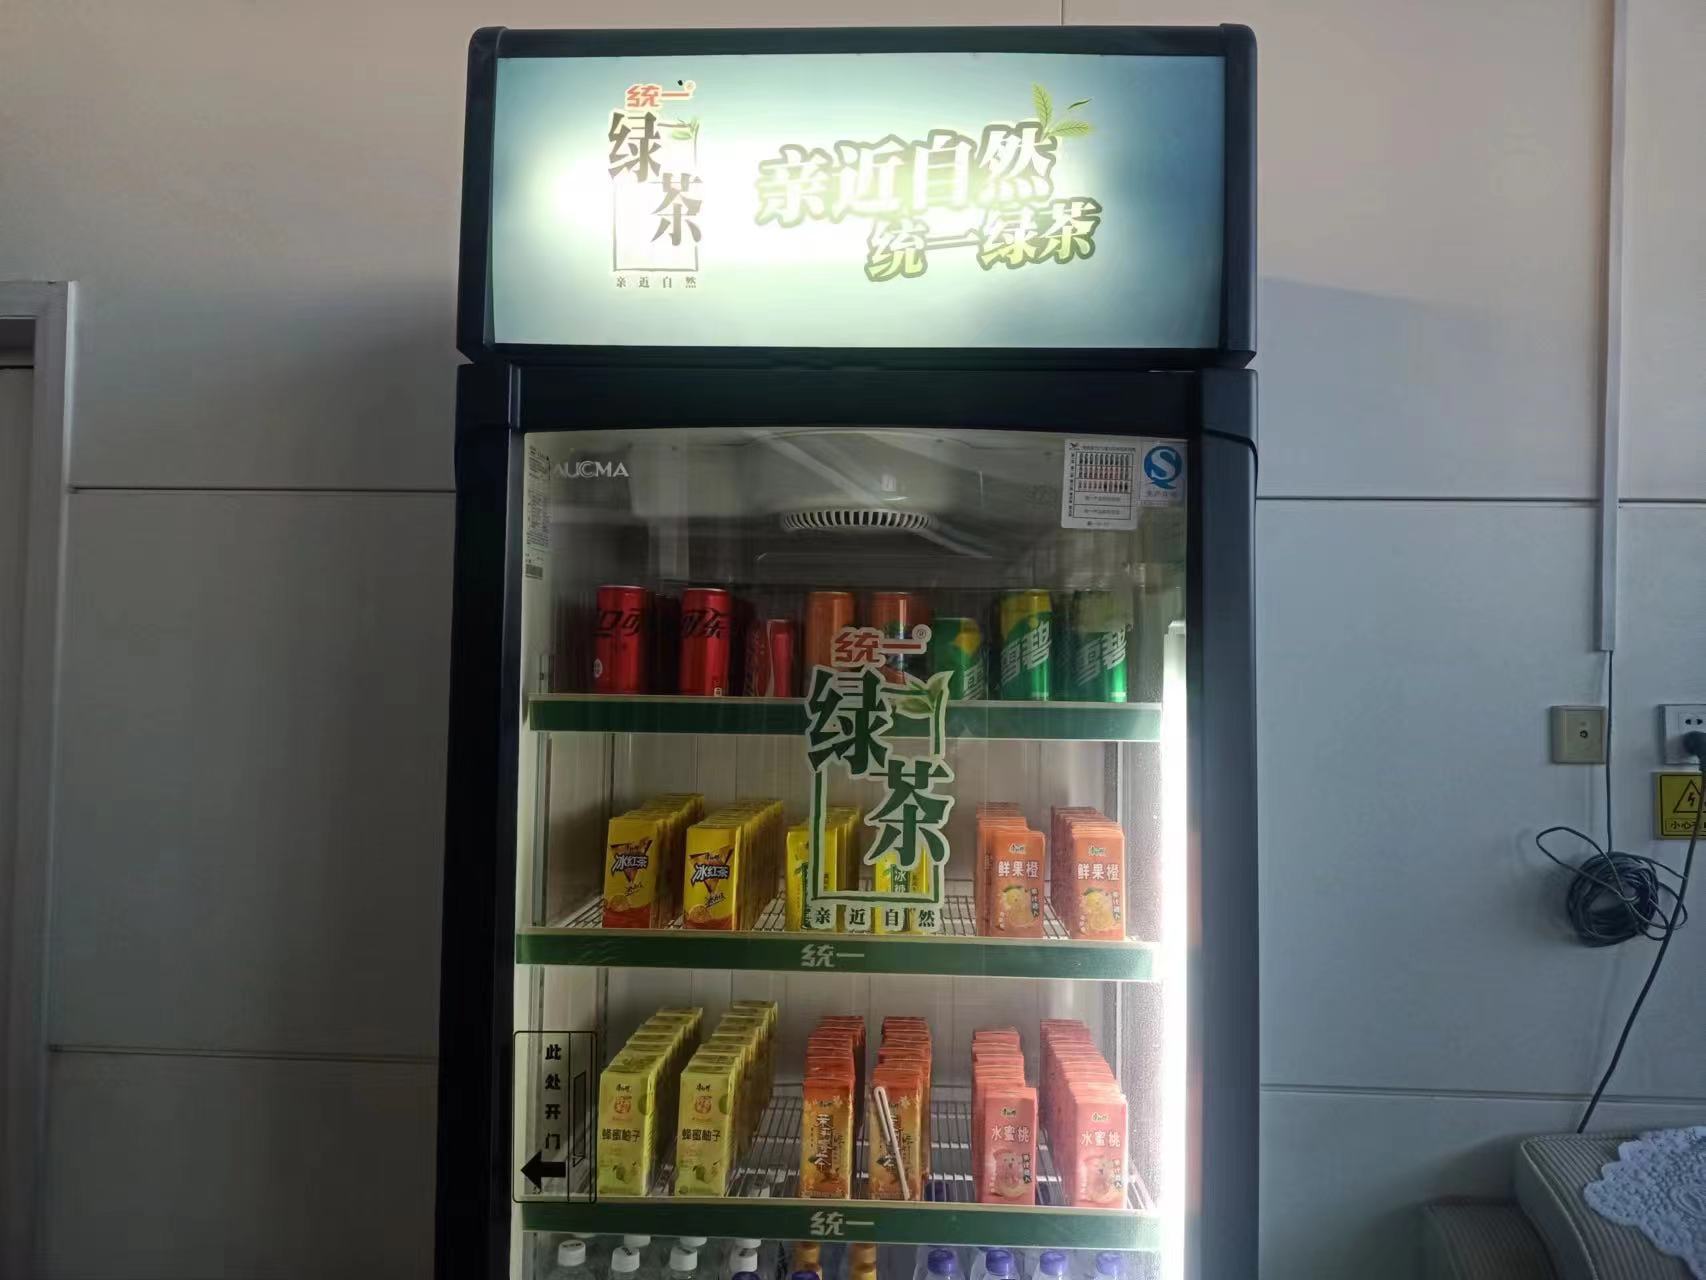 统一®
绿茶
亲近自然
亲近自然
统一绿茶
AUCMA
统一®
绿茶
亲近自然
可口可
可乐
雪碧
雪碧
冰红茶
冰红茶
冰糖
鲜果橙
鲜果橙
统一
此处开门
蜂蜜柚子
蜂蜜柚子
水蜜桃
水蜜桃
统一